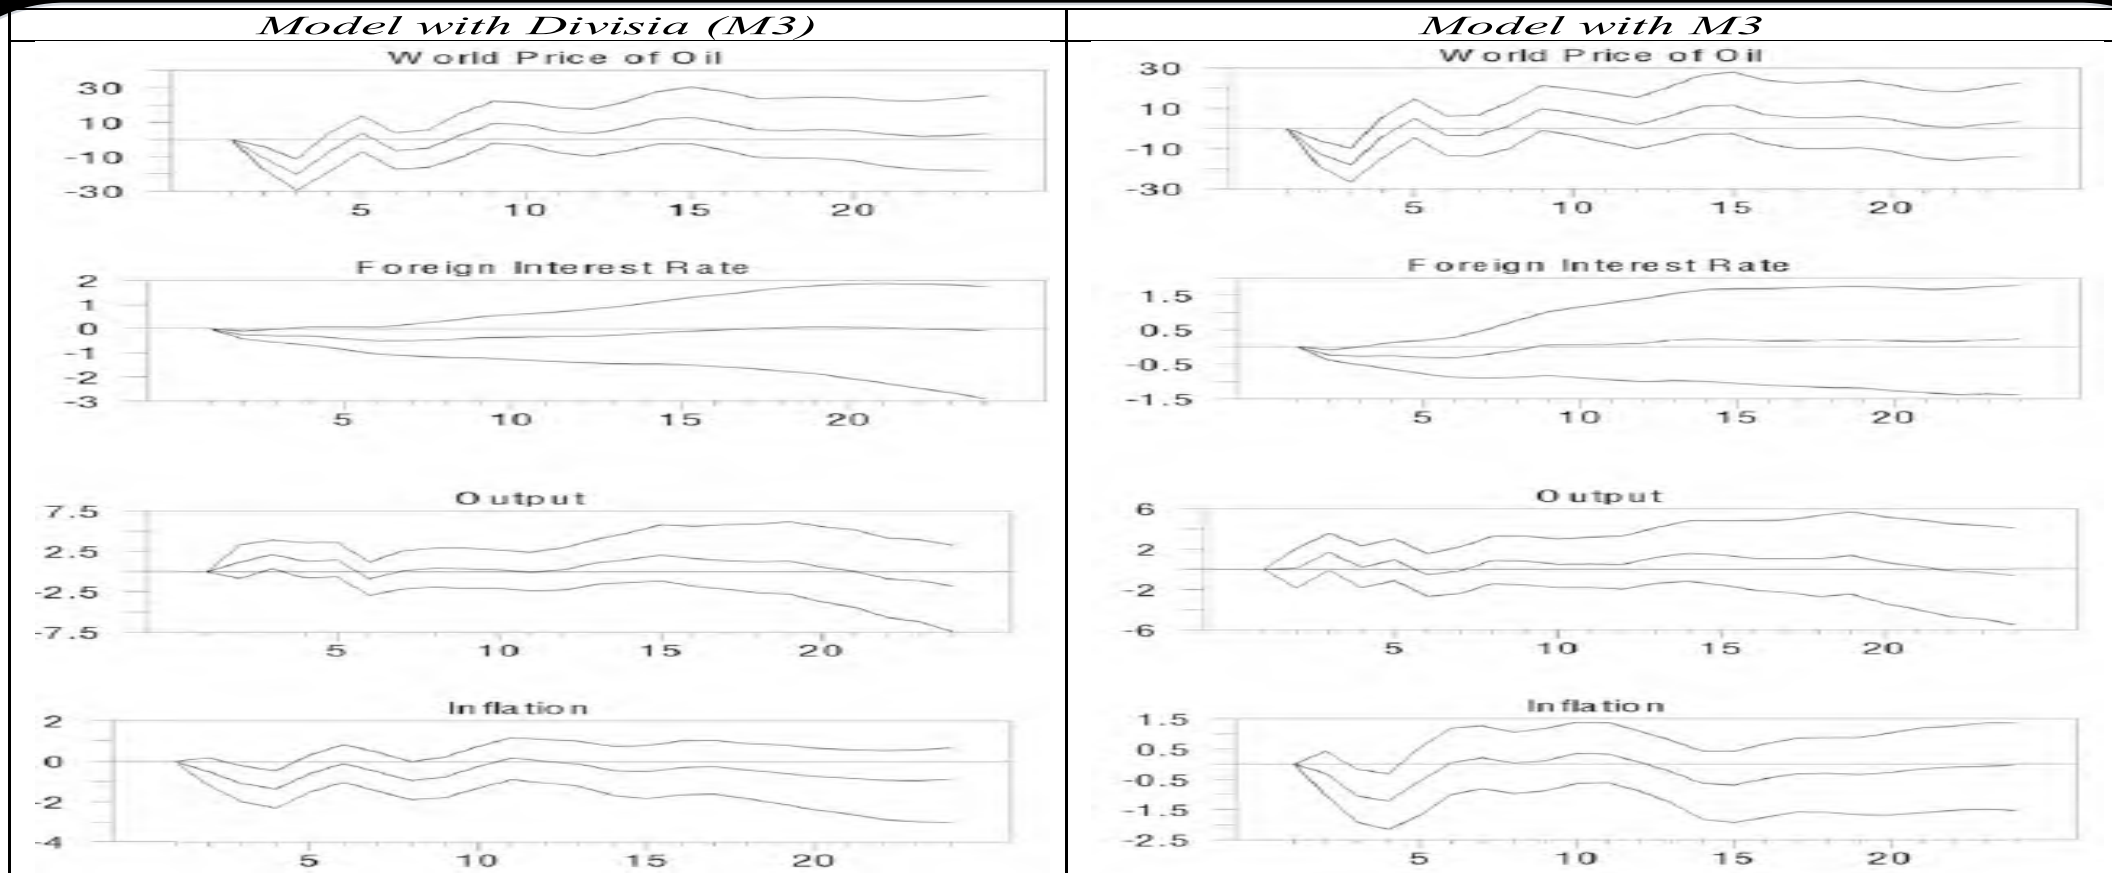 Model with Divisia (M3)
World Price of Oil
30
10
-10
-30
5 10 15 20
Foreign Interest Rate
2
1
0
-1
-2
-3
5 10 15 20
Output
7.5
2.5
-2.5
-7.5
5 10 15 20
Inflation
2
0
-2
-4
5 10 15 20
Model with M3
World Price of Oil
30
10
-10
-30
5 10 15 20
Foreign Interest Rate
1.5
0.5
-0.5
-1.5
5 10 15 20
Output
6
2
-2
-6
5 10 15 20
Inflation
1.5
0.5
-0.5
-1.5
-2.5
5 10 15 20